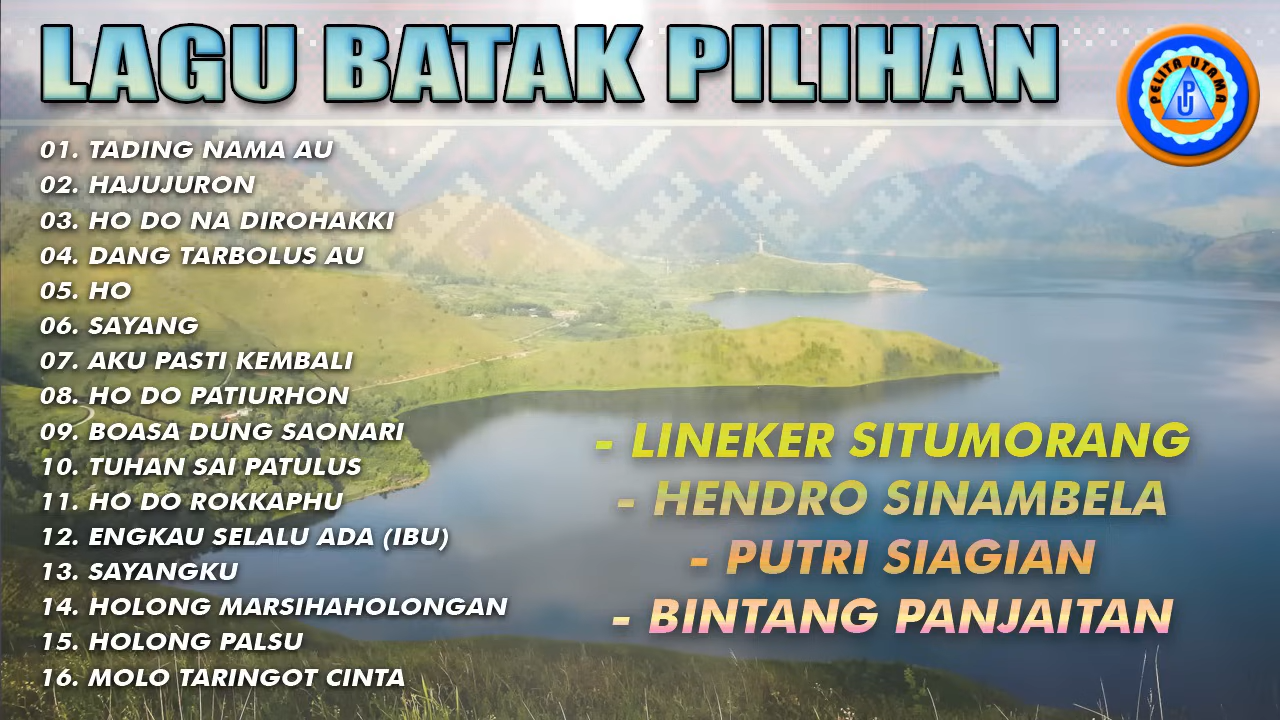 LAGU BATAK PILIHAN
PELITA UTAMA
PU
01. TADING NAMA AU
02. HAJUJURON
03. HO DO NA DIROHAKKI
04. DANG TARBOLUS AU
05. HO
06. SAYANG
07. AKU PASTI KEMBALI
08. HO DO PATIURHON
09. BOASA DUNG SAONARI
10. TUHAN SAI PATULUS
11. HO DO ROKKAPHU
12. ENGKAU SELALU ADA (IBU)
13. SAYANGKU
14. HOLONG MARSIHAHOLONGAN
15. HOLONG PALSU
16. MOLO TARINGOT CINTA
- LINEKER SITUMORANG
- HENDRO SINAMBELA
- PUTRI SIAGIAN
- BINTANG PANJAITAN